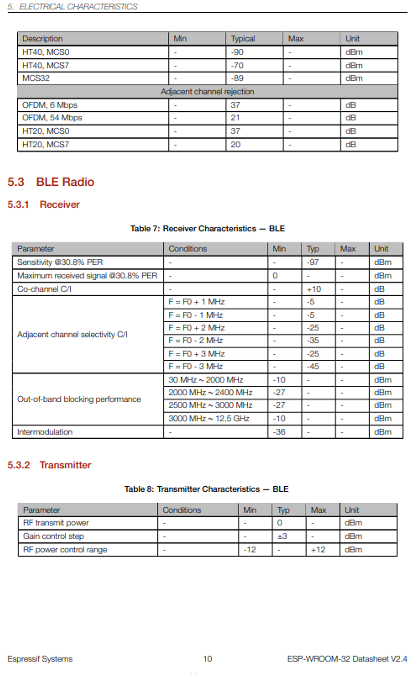 5. ELECTRICAL CHARACTERISTICS
Description Min Typical Max Unit
HT40, MCS0 - -90 - dBm
HT40, MCS7 - -70 - dBm
MCS32 - -89 - dBm
Adjacent channel rejection
OFDM, 6 Mbps - 37 - dB
OFDM, 54 Mbps - 21 - dB
HT20, MCS0 - 37 - dB
HT20, MCS7 - 20 - dB
5.3 BLE Radio
5.3.1 Receiver
Table 7: Receiver Characteristics — BLE
Parameter Conditions Min Typ Max Unit
Sensitivity @30.8% PER - - -97 - dBm
Maximum received signal @30.8% PER - 0 - - dBm
Co-channel C/I - - +10 - dB
Adjacent channel selectivity C/I
F = F0 + 1 MHz - -5 - dB
F = F0 - 1 MHz - -5 - dB
F = F0 + 2 MHz - -25 - dB
F = F0 - 2 MHz - -35 - dB
F = F0 + 3 MHz - -25 - dB
F = F0 - 3 MHz - -45 - dB
Out-of-band blocking performance
30 MHz ~ 2000 MHz -10 - - dBm
2000 MHz ~ 2400 MHz -27 - - dBm
2500 MHz ~ 3000 MHz -27 - - dBm
3000 MHz ~ 12.5 GHz -10 - - dBm
Intermodulation - -36 - - dBm
5.3.2 Transmitter
Table 8: Transmitter Characteristics — BLE
Parameter Conditions Min Typ Max Unit
RF transmit power - - 0 - dBm
Gain control step - - ±3 - dBm
RF power control range - -12 - +12 dBm
Espressif Systems 10 ESP-WROOM-32 Datasheet V2.4